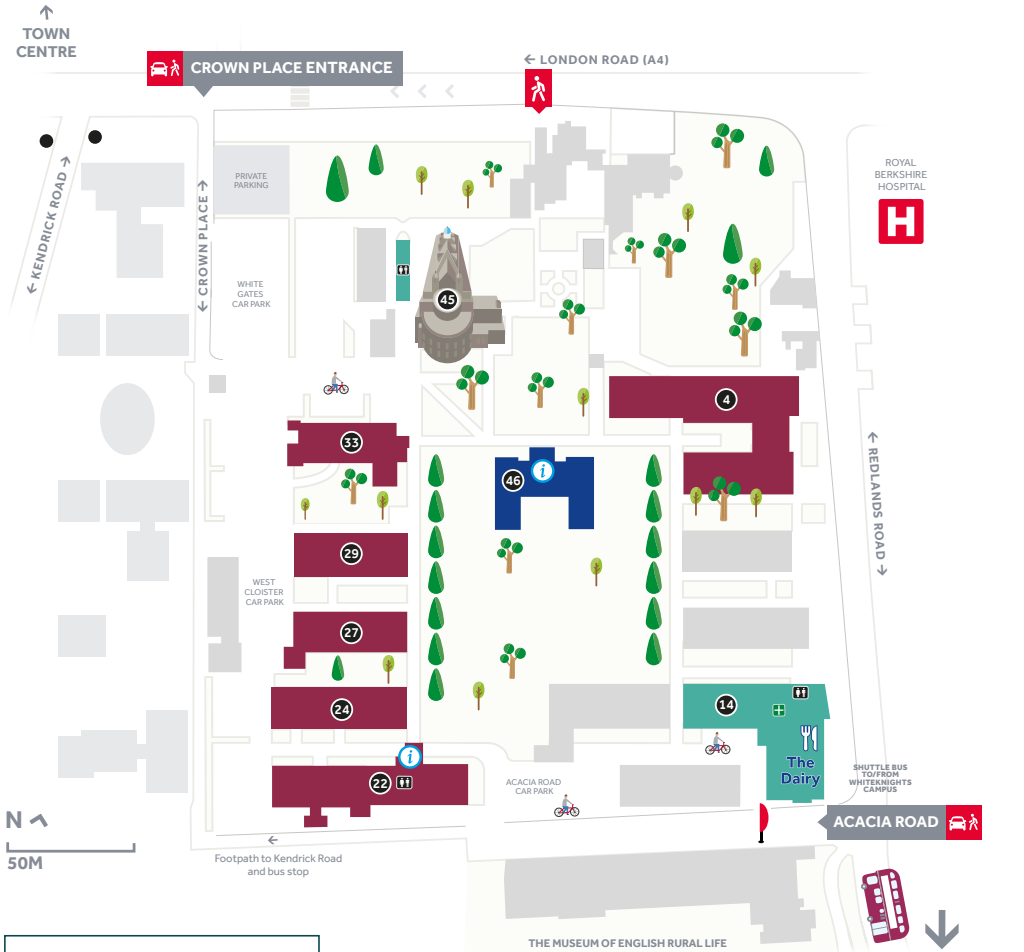 TOWN
CENTRE
CROWN PLACE ENTRANCE
← LONDON ROAD (A4)
← KENDRICK ROAD →
← CROWN PLACE →
PRIVATE
PARKING
ROYAL
BERKSHIRE
HOSPITAL
H
WHITE
GATES
CAR PARK
45
4
33
46
i
← REDLANDS ROAD →
29
WEST
CLOISTER
CAR PARK
27
24
14
The
Dairy
i
22
ACACIA ROAD
CAR PARK
SHUTTLE BUS
TO/FROM
WHITEKNIGHTS
CAMPUS
ACACIA ROAD
N
50M
←
Footpath to Kendrick Road
and bus stop
THE MUSEUM OF ENGLISH RURAL LIFE